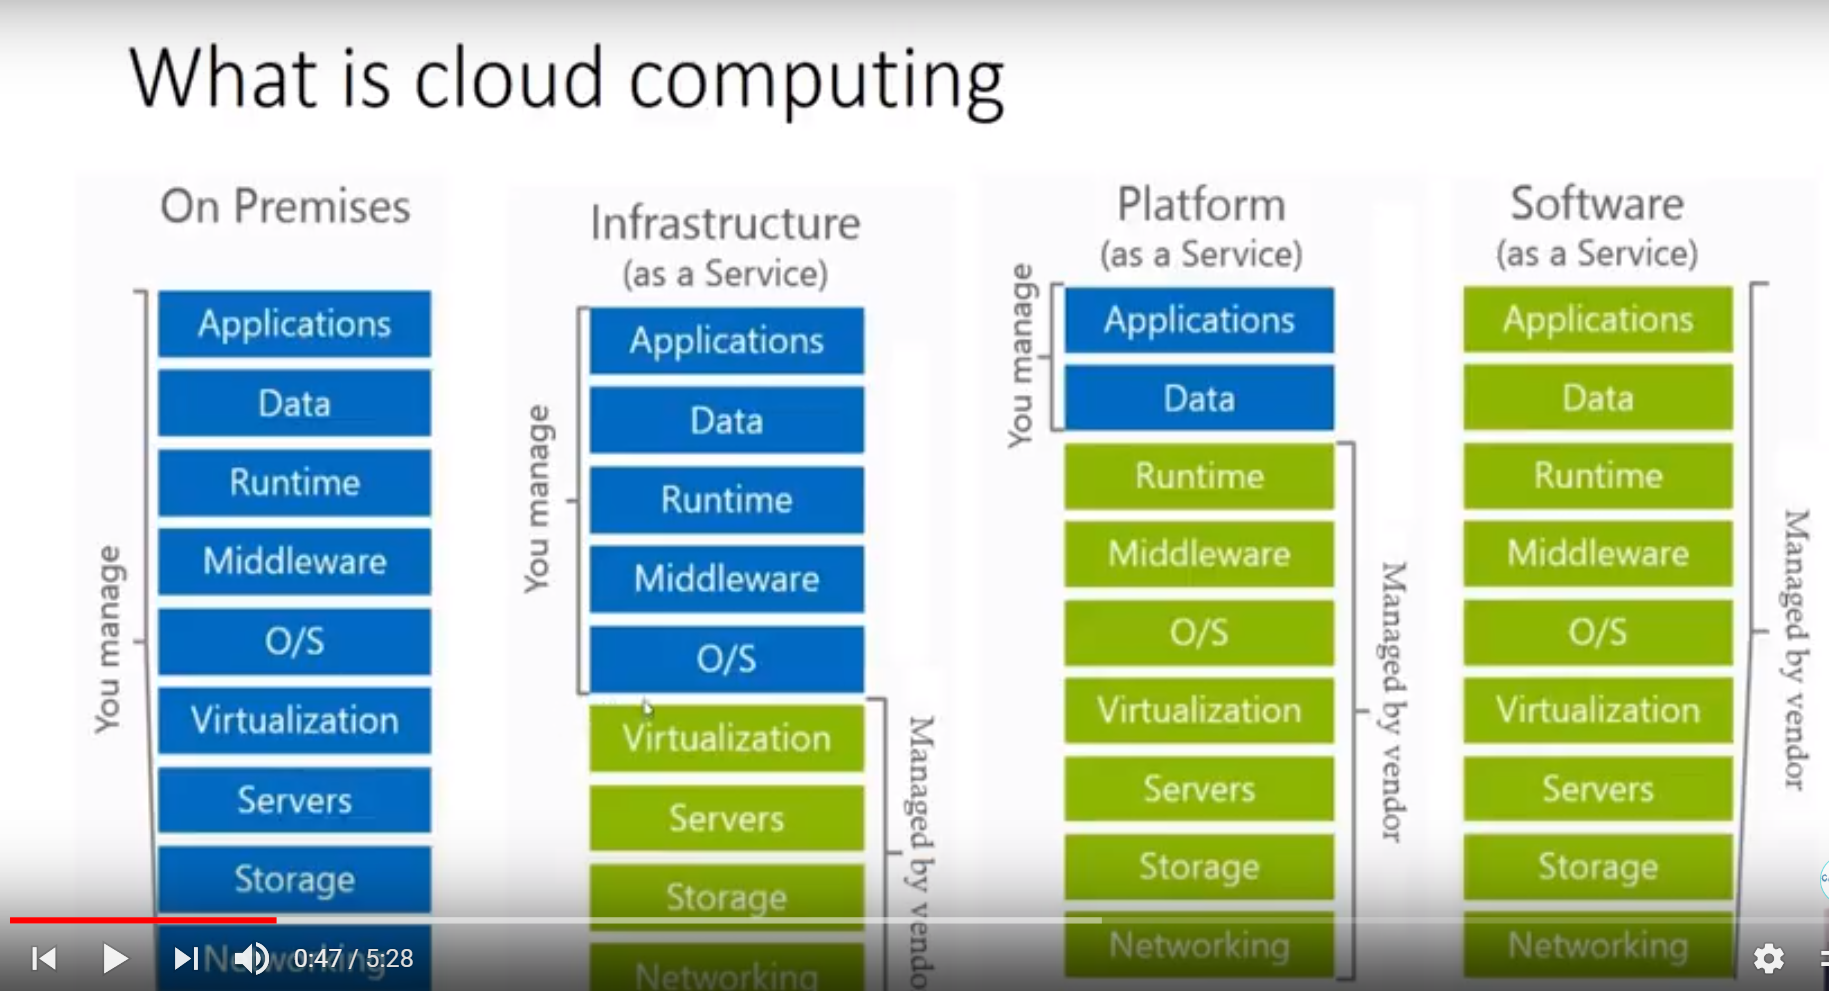 What is cloud computing
On Premises
You manage
Applications
Data
Runtime
Middleware
O/S
Virtualization
Servers
Storage
Networking
Infrastructure
(as a Service)
You manage
Applications
Data
Runtime
Middleware
O/S
Virtualization
Servers
Storage
Networking
Managed by vendo
Platform
(as a Service)
You manage
Applications
Data
Runtime
Middleware
O/S
Virtualization
Servers
Storage
Networking
Managed by vendor
Software
(as a Service)
Applications
Data
Runtime
Middleware
O/S
Virtualization
Servers
Storage
Networking
Managed by vendor
0:47 / 5:28